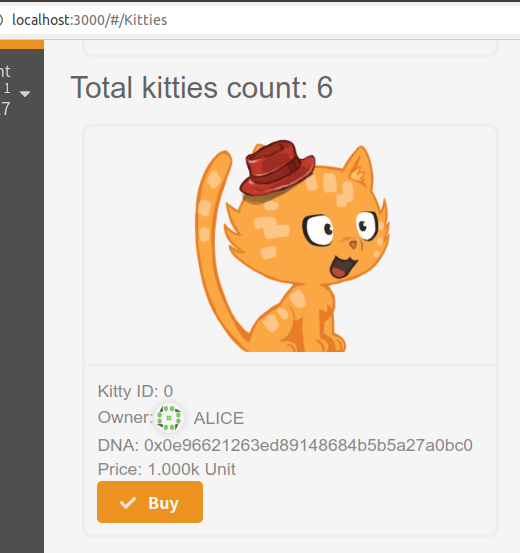 localhost:3000/#/Kitties
nt
1
7
Total kitties count: 6
Kitty ID: 0
Owner: ALICE
DNA: 0x0e96621263ed89148684b5b5a27a0bc0
Price: 1.000k Unit
Buy